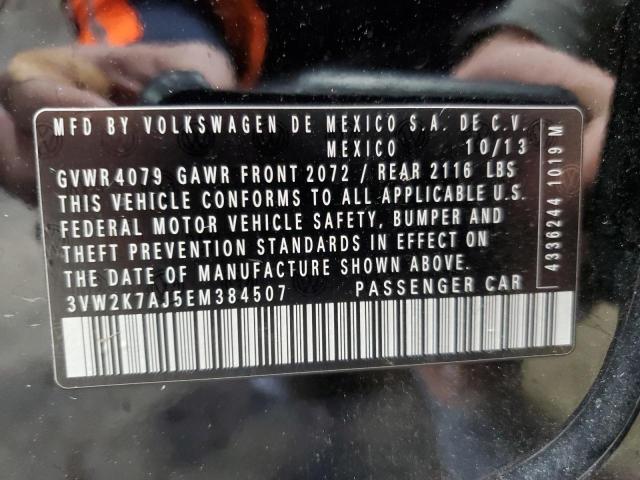 MFD BY VOLKSWAGEN DE MEXICO S.A. DE C.V.
MEXICO 10/13
GVWR 4079 GAWR FRONT 2072 / REAR 2116 LBS
THIS VEHICLE CONFORMS TO ALL APPLICABLE U.S.
FEDERAL MOTOR VEHICLE SAFETY, BUMPER AND
THEFT PREVENTION STANDARDS IN EFFECT ON
THE DATE OF MANUFACTURE SHOWN ABOVE.
3VW2K7AJ5EM384507 PASSENGER CAR
4336244 1019 M